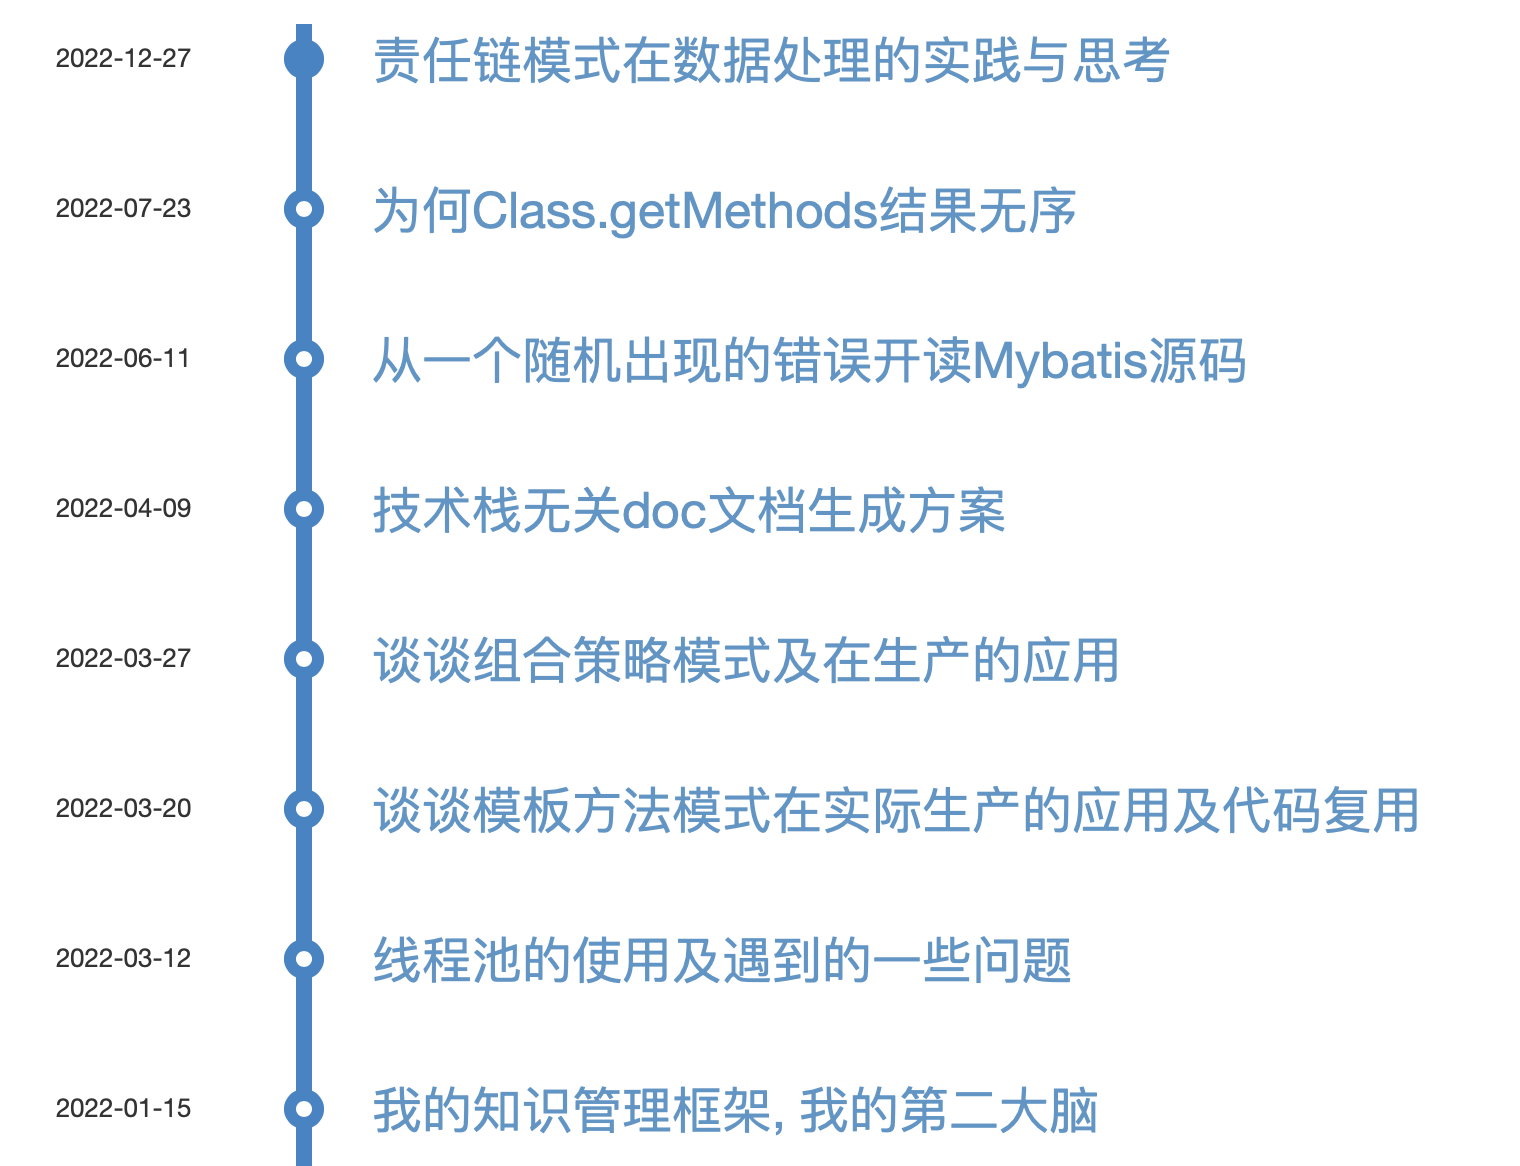 2022-12-27 责任链模式在数据处理的实践与思考
2022-07-23 为何Class.getMethods结果无序
2022-06-11 从一个随机出现的错误开读Mybatis源码
2022-04-09 技术栈无关doc文档生成方案
2022-03-27 谈谈组合策略模式及在生产的应用
2022-03-20 谈谈模板方法模式在实际生产的应用及代码复用
2022-03-12 线程池的使用及遇到的一些问题
2022-01-15 我的知识管理框架, 我的第二大脑